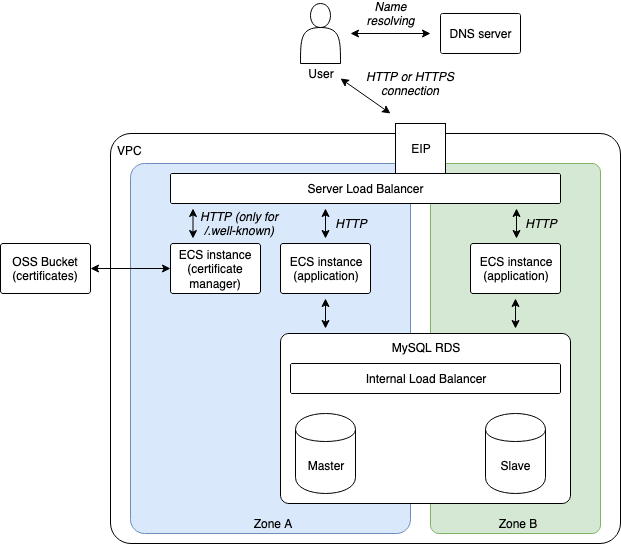 Name
resolving
DNS server
User
HTTP or HTTPS
connection
EIP
VPC
Server Load Balancer
HTTP (only for
/.well-known)
HTTP
HTTP
OSS Bucket
(certificates)
ECS instance
(certificate
manager)
ECS instance
(application)
ECS instance
(application)
MySQL RDS
Internal Load Balancer
Master
Slave
Zone A
Zone B